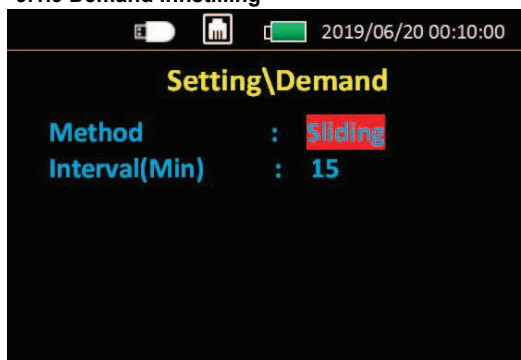 2019/06/20 00:10:00
Setting\Demand
Method : Sliding
Interval(Min) : 15